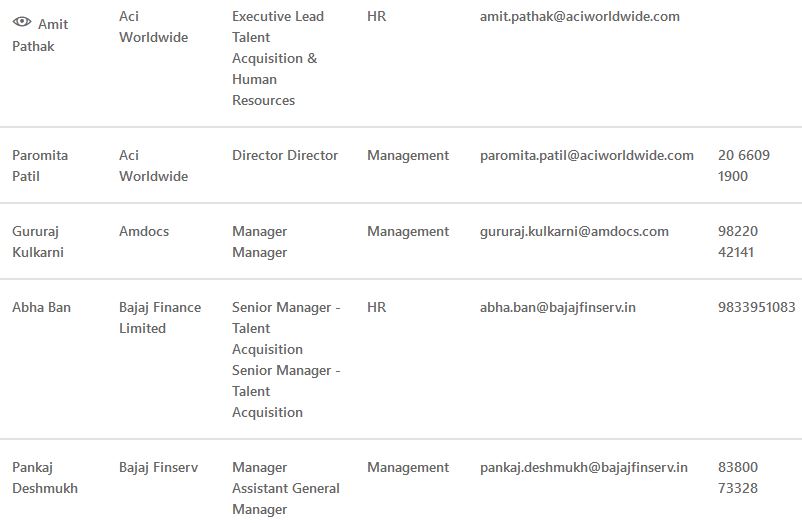 Amit Pathak Aci Worldwide Executive Lead Talent Acquisition & Human Resources HR amit.pathak@aciworldwide.com
Paromita Patil Aci Worldwide Director Director Management paromita.patil@aciworldwide.com 20 6609 1900
Gururaj Kulkarni Amdocs Manager Manager Management gururaj.kulkarni@amdocs.com 98220 42141
Abha Ban Bajaj Finance Limited Senior Manager - Talent Acquisition Senior Manager - Talent Acquisition HR abha.ban@bajajfinserv.in 9833951083
Pankaj Deshmukh Bajaj Finserv Manager Assistant General Manager Management pankaj.deshmukh@bajajfinserv.in 83800 73328